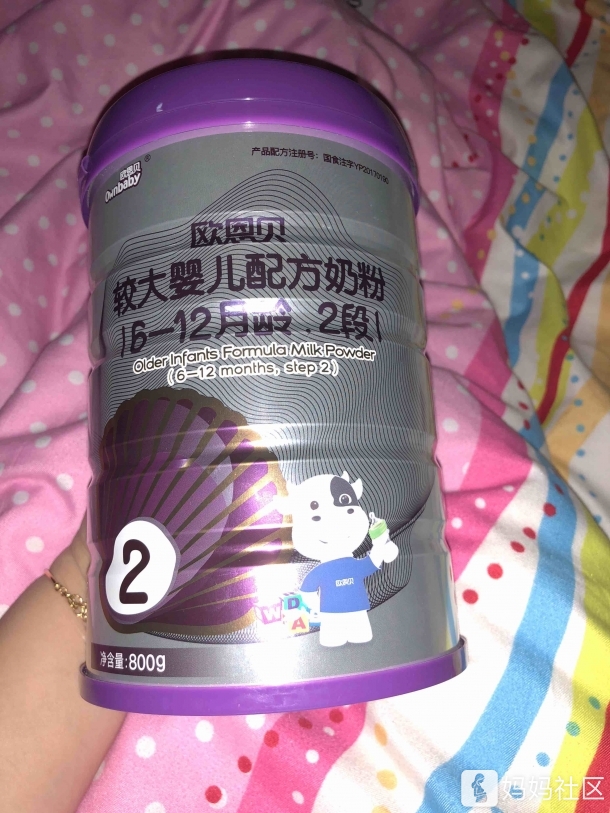 产品配方注册号：国食注字YP20170190
欧恩贝®
Ownbaby
欧恩贝
较大婴儿配方奶粉
(6—12月龄，2段)
Older Infants Formula Milk Powder
(6—12 months, step 2)
2
欧恩贝
W D A
净含量:800g
妈妈社区